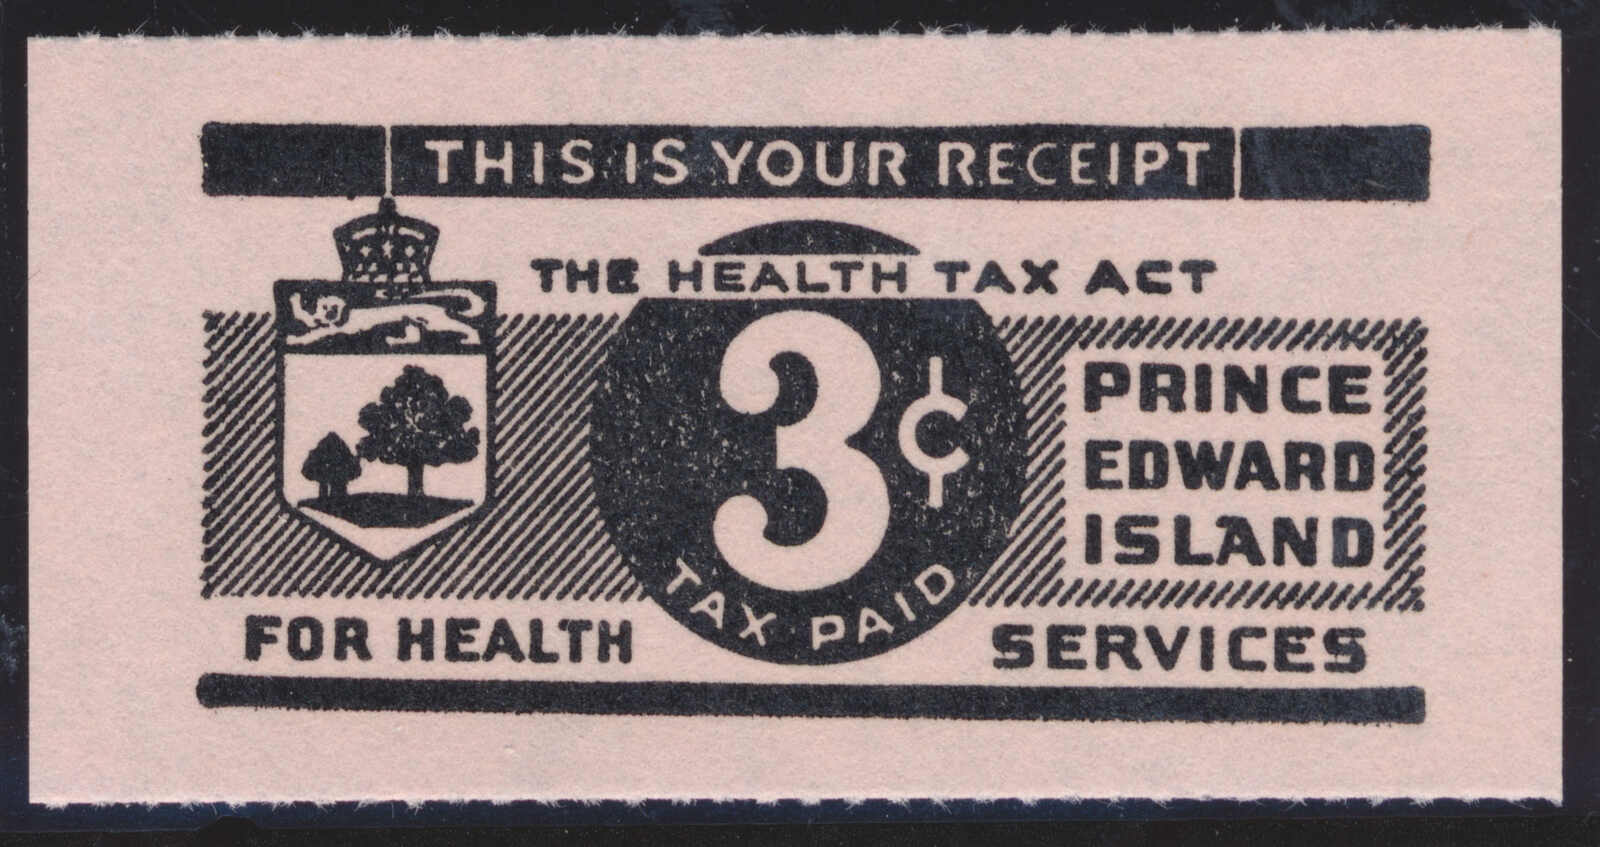 THIS IS YOUR RECEIPT
THE HEALTH TAX ACT
3¢
TAX PAID
PRINCE
EDWARD
ISLAND
FOR HEALTH SERVICES